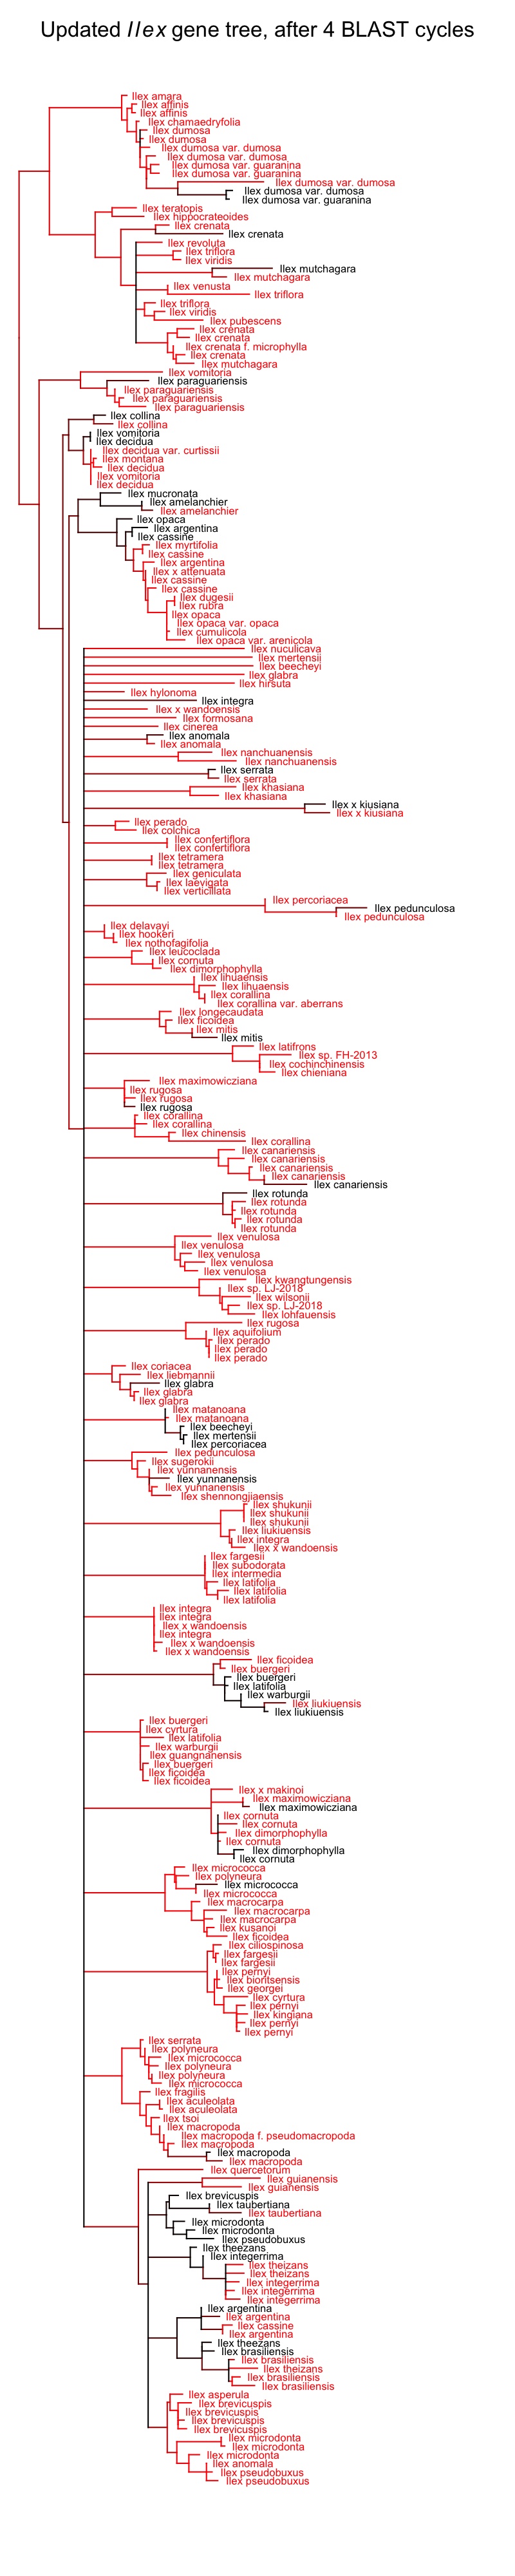 Updated Ilex gene tree, after 4 BLAST cycles
Ilex amara
Ilex affinis
Ilex affinis
Ilex chamaedryfolia
Ilex dumosa
Ilex dumosa
Ilex dumosa var. dumosa
Ilex dumosa var. dumosa
Ilex dumosa var. guaranina
Ilex dumosa var. guaranina
Ilex dumosa var. dumosa
Ilex dumosa var. dumosa
Ilex dumosa var. guaranina
Ilex teratopis
Ilex hippocrateoides
Ilex crenata
Ilex crenata
Ilex revoluta
Ilex triflora
Ilex viridis
Ilex mutchagara
Ilex mutchagara
Ilex venusta
Ilex triflora
Ilex triflora
Ilex viridis
Ilex pubescens
Ilex crenata
Ilex crenata
Ilex crenata f. microphylla
Ilex crenata
Ilex mutchagara
Ilex vomitoria
Ilex paraguariensis
Ilex paraguariensis
Ilex paraguariensis
Ilex paraguariensis
Ilex collina
Ilex collina
Ilex vomitoria
Ilex decidua
Ilex decidua var. curtissii
Ilex montana
Ilex decidua
Ilex vomitoria
Ilex decidua
Ilex mucronata
Ilex amelanchier
Ilex amelanchier
Ilex opaca
Ilex argentina
Ilex cassine
Ilex myrtifolia
Ilex cassine
Ilex argentina
Ilex x attenuata
Ilex cassine
Ilex cassine
Ilex dugesii
Ilex rubra
Ilex opaca
Ilex opaca var. opaca
Ilex cumulicola
Ilex opaca var. arenicola
Ilex nuculicava
Ilex mertensii
Ilex beecheyi
Ilex glabra
Ilex hirsuta
Ilex hylonoma
Ilex integra
Ilex x wandoensis
Ilex formosana
Ilex cinerea
Ilex anomala
Ilex anomala
Ilex nanchuanensis
Ilex nanchuanensis
Ilex serrata
Ilex serrata
Ilex khasiana
Ilex khasiana
Ilex x kiusiana
Ilex x kiusiana
Ilex perado
Ilex colchica
Ilex confertiflora
Ilex confertiflora
Ilex tetramera
Ilex tetramera
Ilex geniculata
Ilex laevigata
Ilex verticillata
Ilex percoriacea
Ilex pedunculosa
Ilex pedunculosa
Ilex delavayi
Ilex hookeri
Ilex nothofagifolia
Ilex leucoclada
Ilex cornuta
Ilex dimorphophylla
Ilex lihuaensis
Ilex lihuaensis
Ilex corallina
Ilex corallina var. aberrans
Ilex longecaudata
Ilex ficoidea
Ilex mitis
Ilex mitis
Ilex latifrons
Ilex sp. FH-2013
Ilex cochinchinensis
Ilex chieniana
Ilex maximowicziana
Ilex rugosa
Ilex rugosa
Ilex rugosa
Ilex corallina
Ilex corallina
Ilex chinensis
Ilex corallina
Ilex canariensis
Ilex canariensis
Ilex canariensis
Ilex canariensis
Ilex canariensis
Ilex rotunda
Ilex rotunda
Ilex rotunda
Ilex rotunda
Ilex rotunda
Ilex venulosa
Ilex venulosa
Ilex venulosa
Ilex venulosa
Ilex venulosa
Ilex kwangtungensis
Ilex sp. LJ-2018
Ilex wilsonii
Ilex sp. LJ-2018
Ilex lohfauensis
Ilex rugosa
Ilex aquifolium
Ilex perado
Ilex perado
Ilex perado
Ilex coriacea
Ilex liebmannii
Ilex glabra
Ilex glabra
Ilex glabra
Ilex matanoana
Ilex matanoana
Ilex beecheyi
Ilex mertensii
Ilex percoriacea
Ilex pedunculosa
Ilex sugerokii
Ilex yunnanensis
Ilex yunnanensis
Ilex yunnanensis
Ilex shennongjiaensis
Ilex shukunii
Ilex shukunii
Ilex shukunii
Ilex liukiuensis
Ilex integra
Ilex x wandoensis
Ilex fargesii
Ilex subodorata
Ilex intermedia
Ilex latifolia
Ilex latifolia
Ilex latifolia
Ilex integra
Ilex integra
Ilex x wandoensis
Ilex integra
Ilex x wandoensis
Ilex x wandoensis
Ilex ficoidea
Ilex buergeri
Ilex buergeri
Ilex latifolia
Ilex warburgii
Ilex liukiuensis
Ilex liukiuensis
Ilex buergeri
Ilex cyrtura
Ilex latifolia
Ilex warburgii
Ilex guangnanensis
Ilex buergeri
Ilex ficoidea
Ilex ficoidea
Ilex x makinoi
Ilex maximowicziana
Ilex maximowicziana
Ilex cornuta
Ilex cornuta
Ilex dimorphophylla
Ilex cornuta
Ilex dimorphophylla
Ilex cornuta
Ilex micrococca
Ilex polyneura
Ilex micrococca
Ilex micrococca
Ilex macrocarpa
Ilex macrocarpa
Ilex macrocarpa
Ilex kusanoi
Ilex ficoidea
Ilex ciliospinosa
Ilex fargesii
Ilex fargesii
Ilex pernyi
Ilex bioritsensis
Ilex georgei
Ilex cyrtura
Ilex pernyi
Ilex kingiana
Ilex pernyi
Ilex pernyi
Ilex serrata
Ilex polyneura
Ilex micrococca
Ilex polyneura
Ilex polyneura
Ilex micrococca
Ilex fragilis
Ilex aculeolata
Ilex aculeolata
Ilex tsoi
Ilex macropoda
Ilex macropoda f. pseudomacropoda
Ilex macropoda
Ilex macropoda
Ilex macropoda
Ilex quercetorum
Ilex guianensis
Ilex guianensis
Ilex brevicuspis
Ilex taubertiana
Ilex taubertiana
Ilex microdonta
Ilex microdonta
Ilex pseudobuxus
Ilex theezans
Ilex integerrima
Ilex theizans
Ilex theizans
Ilex integerrima
Ilex integerrima
Ilex integerrima
Ilex argentina
Ilex argentina
Ilex cassine
Ilex argentina
Ilex theezans
Ilex brasiliensis
Ilex brasiliensis
Ilex theizans
Ilex brasiliensis
Ilex brasiliensis
Ilex asperula
Ilex brevicuspis
Ilex brevicuspis
Ilex brevicuspis
Ilex brevicuspis
Ilex microdonta
Ilex microdonta
Ilex microdonta
Ilex anomala
Ilex pseudobuxus
Ilex pseudobuxus